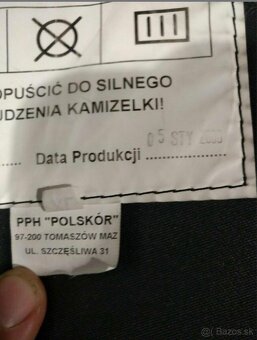 OPUŚCIĆ DO SILNEGO
UDZENIA KAMIZELKI!
05 STY 2000
Data Produkcji
PPH "POLSKÓR"
97-200 TOMASZÓW MAZ
UL. SZCZĘŚLIWA 31
Bazos.sk